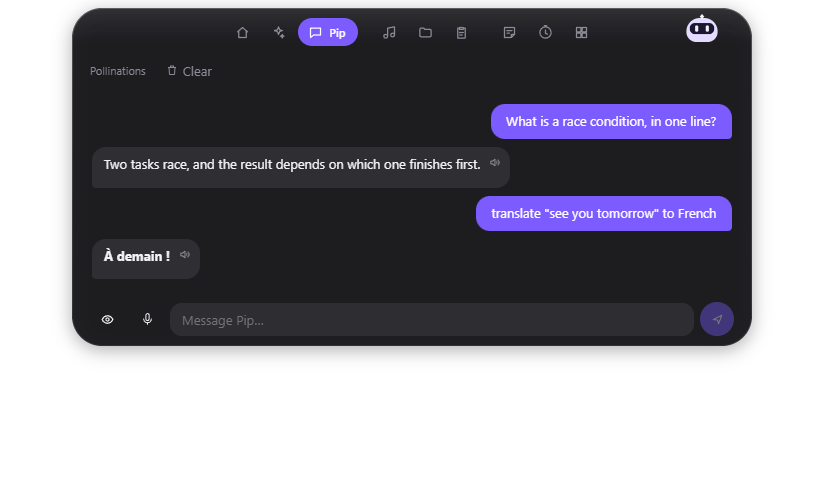 Pip
Pollinations
Clear
What is a race condition, in one line?
Two tasks race, and the result depends on which one finishes first.
translate "see you tomorrow" to French
À demain !
Message Pip...